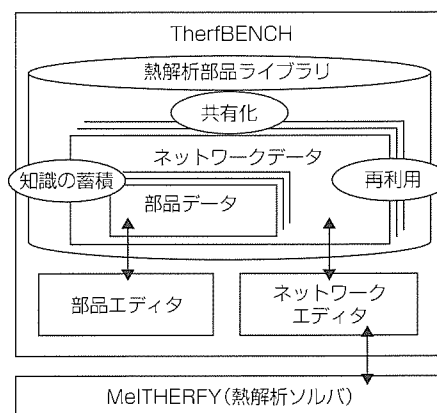 TherfBENCH
熱解析部品ライブラリ
共有化
ネットワークデータ
知識の蓄積
再利用
部品データ
部品エディタ
ネットワーク
エディタ
MelTHERFY(熱解析ソルバ)